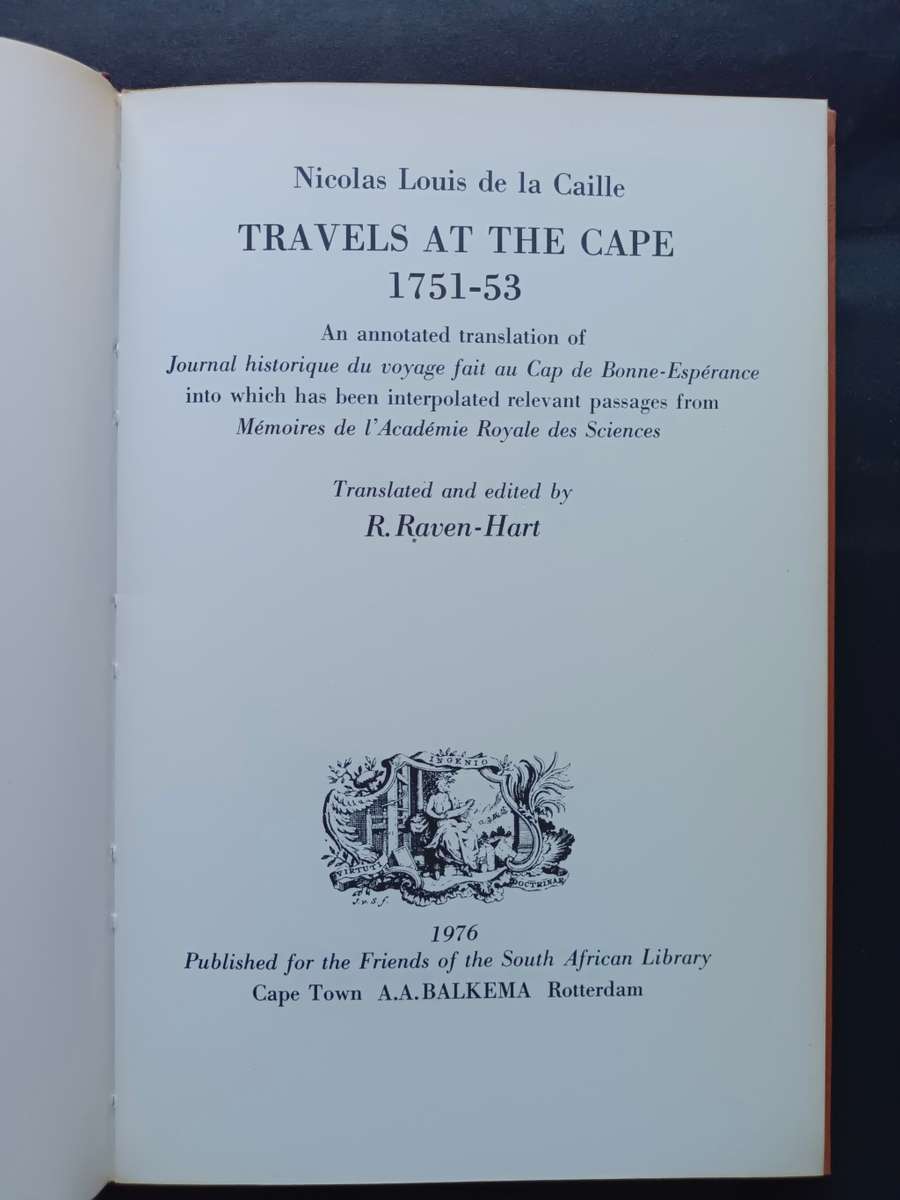 Nicolas Louis de la Caille
TRAVELS AT THE CAPE
1751-53
An annotated translation of
Journal historique du voyage fait au Cap de Bonne-Espérance
into which has been interpolated relevant passages from
Mémoires de l'Académie Royale des Sciences
Translated and edited by
R. Raven-Hart
INGENIO
VIRTUTI
DOCTRINAE
J.v.S.f.
1976
Published for the Friends of the South African Library
Cape Town A.A.BALKEMA Rotterdam